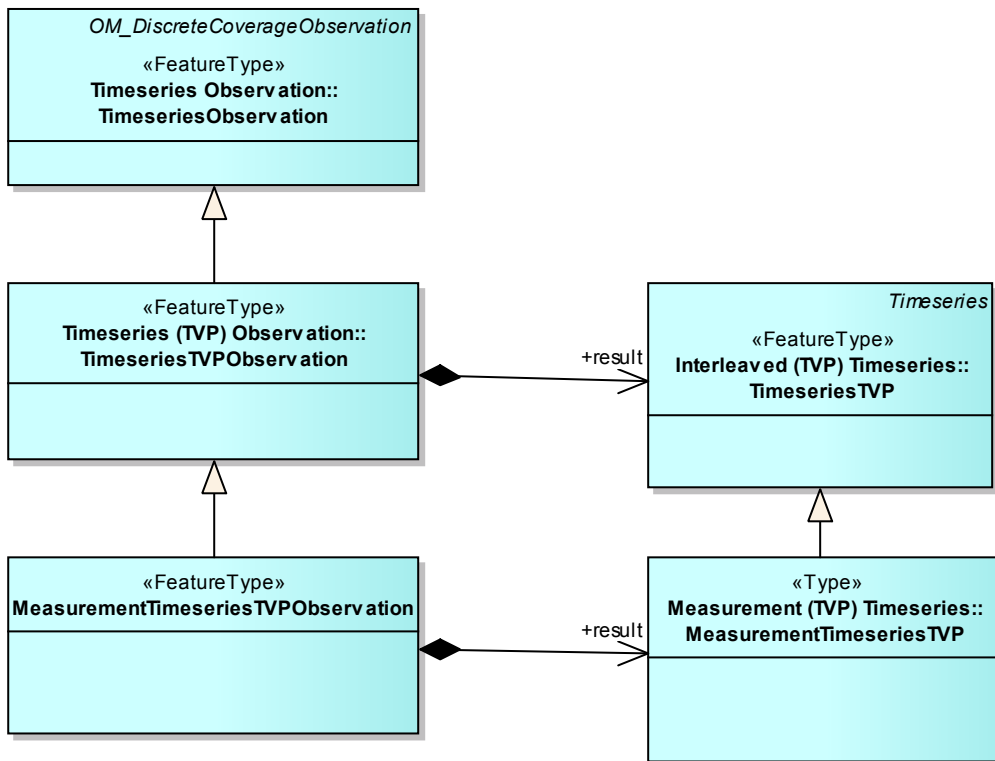 OM_DiscreteCoverageObservation
«FeatureType»
Timeseries Observation::
TimeseriesObservation
«FeatureType»
Timeseries (TVP) Observation::
TimeseriesTVPObservation
+result
Timeseries
«FeatureType»
Interleaved (TVP) Timeseries::
TimeseriesTVP
«FeatureType»
MeasurementTimeseriesTVPObservation
+result
«Type»
Measurement (TVP) Timeseries::
MeasurementTimeseriesTVP